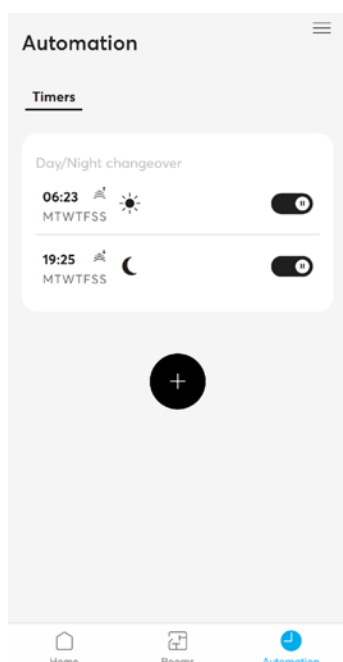 Automation
Timers
Day/Night changeover
06:23
MTWTFSS
19:25
MTWTFSS
Home
Rooms
Automation